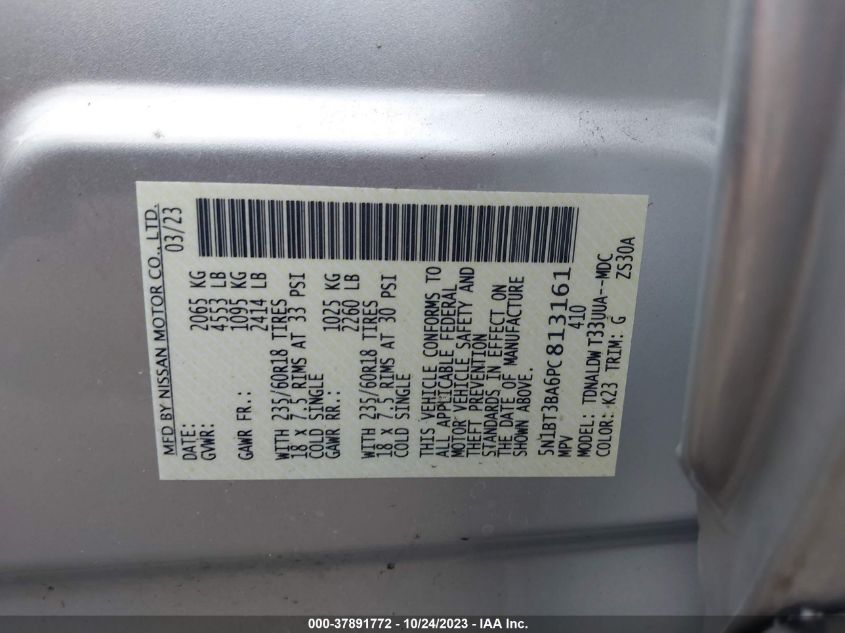 MFD BY NISSAN MOTOR CO., LTD.
DATE: 03/23
GVWR: 2065 KG
4553 LB
GAWR FR.: 1095 KG
2414 LB
WITH 235/60R18 TIRES
18 X 7.5 RIMS AT 33 PSI
COLD SINGLE
GAWR RR.: 1025 KG
2260 LB
WITH 235/60R18 TIRES
18 X 7.5 RIMS AT 30 PSI
COLD SINGLE
THIS VEHICLE CONFORMS TO
ALL APPLICABLE FEDERAL
MOTOR VEHICLE SAFETY AND
THEFT PREVENTION
STANDARDS IN EFFECT ON
THE DATE OF MANUFACTURE
SHOWN ABOVE.
5N1BT3BA6PC813161
MPV 410
MODEL: TDNALDW T33UUA--MDC
COLOR: K23 TRIM: G ZS30A
000-37891772 - 10/24/2023 - IAA Inc.